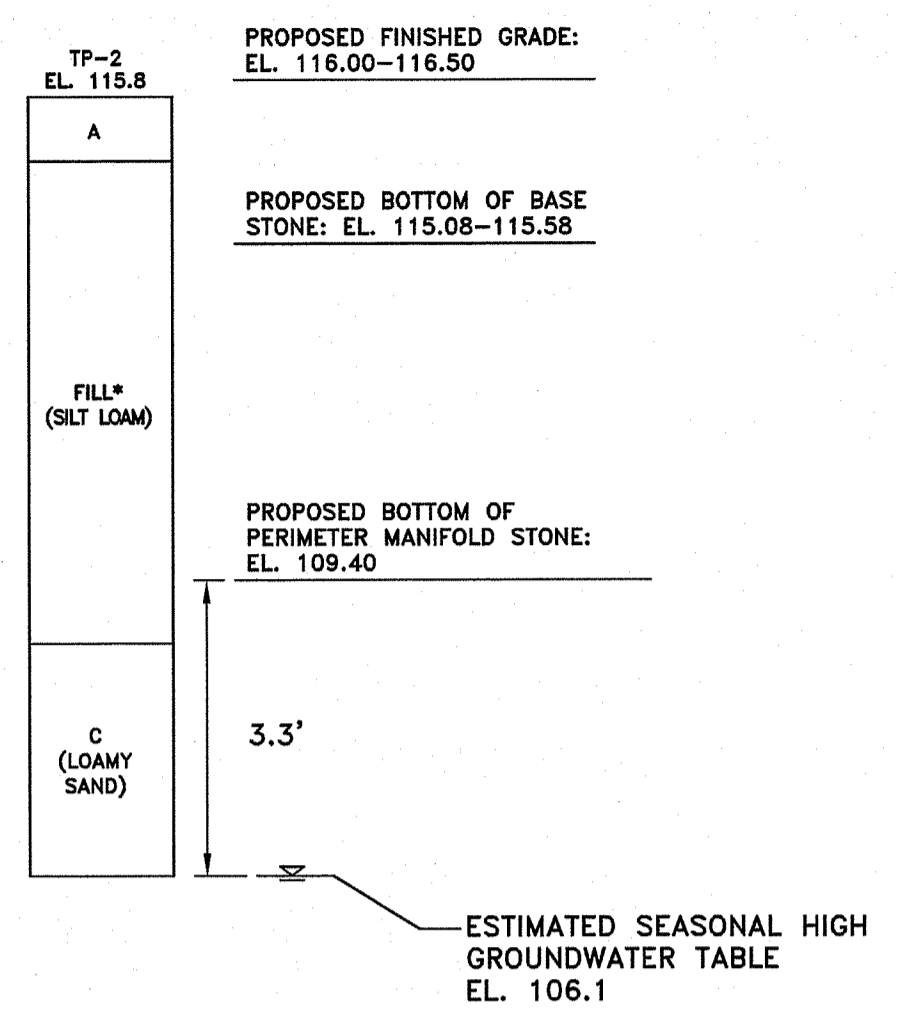 TP-2
EL. 115.8
PROPOSED FINISHED GRADE:
EL. 116.00-116.50
A
PROPOSED BOTTOM OF BASE
STONE: EL. 115.08-115.58
FILL*
(SILT LOAM)
PROPOSED BOTTOM OF
PERIMETER MANIFOLD STONE:
EL. 109.40
3.3'
C
(LOAMY
SAND)
ESTIMATED SEASONAL HIGH
GROUNDWATER TABLE
EL. 106.1